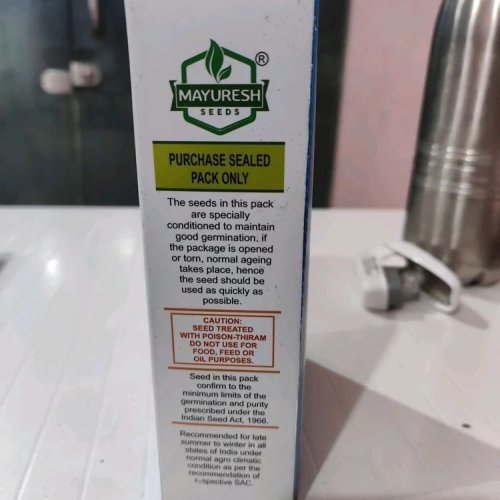 ®
MAYURESH
SEEDS
PURCHASE SEALED
PACK ONLY
The seeds in this pack
are specially
conditioned to maintain
good germination, if
the package is opened
or torn, normal ageing
takes place, hence
the seed should be
used as quickly as
possible.
CAUTION:
SEED TREATED
WITH POISON-THIRAM
DO NOT USE FOR
FOOD, FEED OR
OIL PURPOSES.
Seed in this pack
confirm to the
minimum limits of the
germination and purity
prescribed under the
Indian Seed Act, 1966.
Recommended for late
summer to winter in all
states of India under
normal agro climatic
condition as per the
recommendation of
respective SAC.